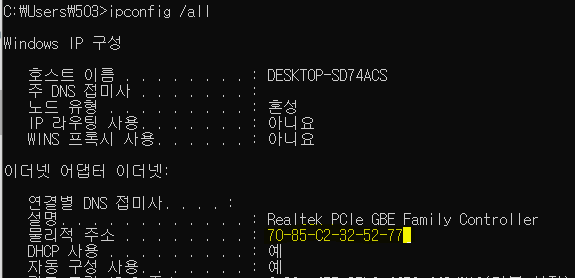 C:₩Users₩503>ipconfig /all
Windows IP 구성
호스트 이름 . . . . . . . . : DESKTOP-SD74ACS
주 DNS 접미사 . . . . . . . :
노드 유형 . . . . . . . . . : 혼성
IP 라우팅 사용. . . . . . . : 아니요
WINS 프록시 사용. . . . . . : 아니요
이더넷 어댑터 이더넷:
연결별 DNS 접미사. . . . :
설명. . . . . . . . . . . . : Realtek PCIe GBE Family Controller
물리적 주소 . . . . . . . . : 70-85-C2-32-52-77
DHCP 사용 . . . . . . . . . : 예
자동 구성 사용. . . . . . . : 예